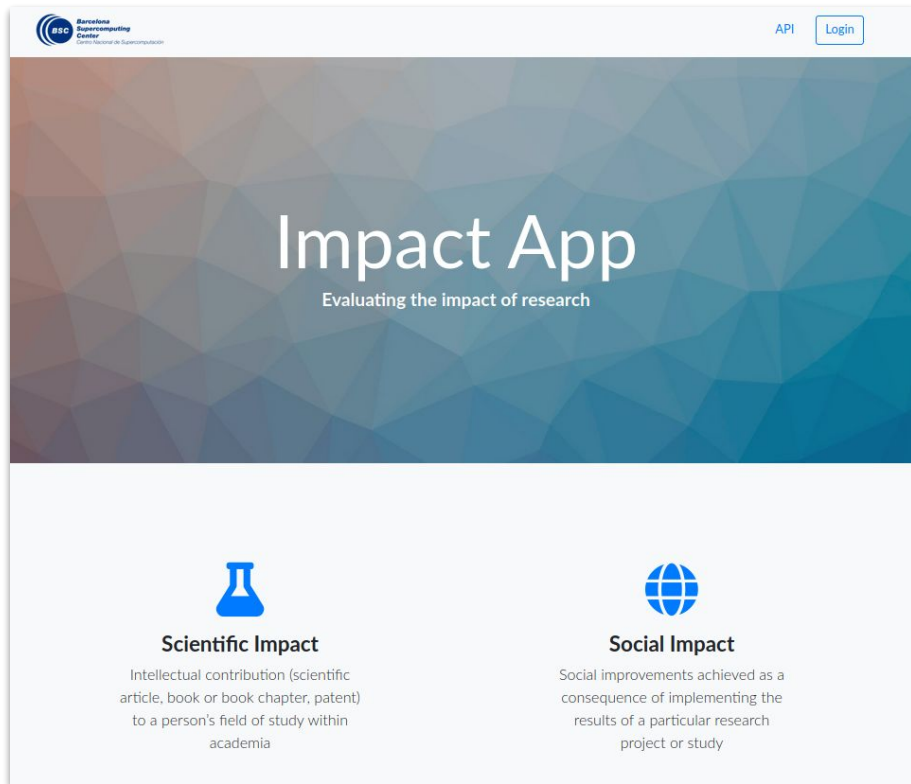 BSC
Barcelona
Supercomputing
Center
Centro Nacional de Supercomputación
API
Login
Impact App
Evaluating the impact of research
Scientific Impact
Intellectual contribution (scientific
article, book or book chapter, patent)
to a person's field of study within
academia
Social Impact
Social improvements achieved as a
consequence of implementing the
results of a particular research
project or study